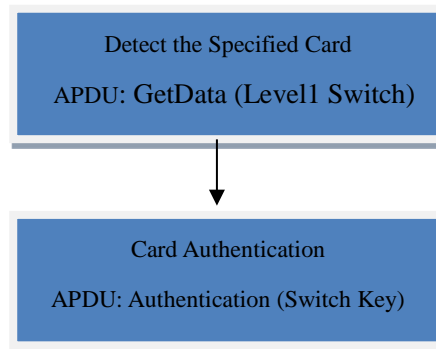 Detect the Specified Card
APDU: GetData (Level1 Switch)
Card Authentication
APDU: Authentication (Switch Key)